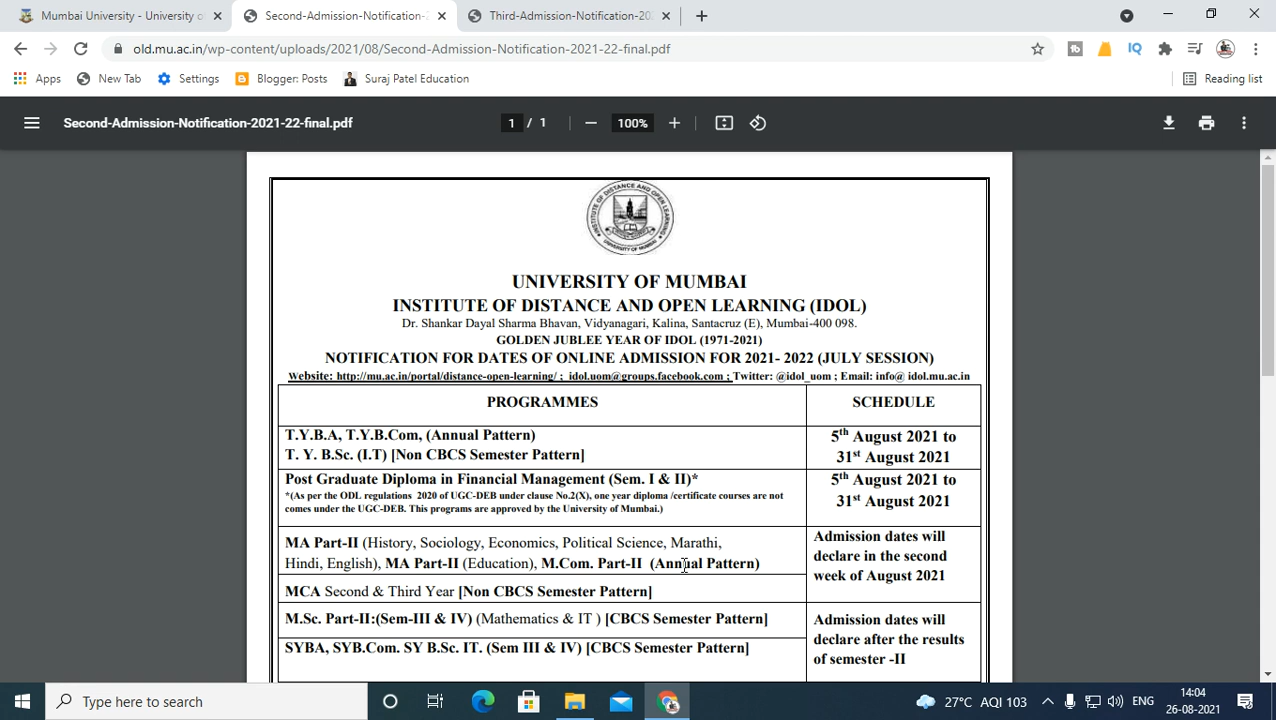 Mumbai University - University o
Second-Admission-Notification-
Third-Admission-Notification-202
old.mu.ac.in/wp-content/uploads/2021/08/Second-Admission-Notification-2021-22-final.pdf
Apps
New Tab
Settings
Blogger: Posts
Suraj Patel Education
Reading list
Second-Admission-Notification-2021-22-final.pdf
1 / 1
100%
INSTITUTE OF DISTANCE AND OPEN LEARNING
UNIVERSITY OF MUMBAI
UNIVERSITY OF MUMBAI
INSTITUTE OF DISTANCE AND OPEN LEARNING (IDOL)
Dr. Shankar Dayal Sharma Bhavan, Vidyanagari, Kalina, Santacruz (E), Mumbai-400 098.
GOLDEN JUBLEE YEAR OF IDOL (1971-2021)
NOTIFICATION FOR DATES OF ONLINE ADMISSION FOR 2021- 2022 (JULY SESSION)
Website: http://mu.ac.in/portal/distance-open-learning/ ; idol.uom@groups.facebook.com ; Twitter: @idol_uom ; Email: info@ idol.mu.ac.in
PROGRAMMES
SCHEDULE
T.Y.B.A, T.Y.B.Com, (Annual Pattern)
T. Y. B.Sc. (I.T) [Non CBCS Semester Pattern]
5th August 2021 to
31st August 2021
Post Graduate Diploma in Financial Management (Sem. I & II)*
*(As per the ODL regulations 2020 of UGC-DEB under clause No.2(X), one year diploma /certificate courses are not
comes under the UGC-DEB. This programs are approved by the University of Mumbai.)
5th August 2021 to
31st August 2021
MA Part-II (History, Sociology, Economics, Political Science, Marathi,
Hindi, English), MA Part-II (Education), M.Com. Part-II (Annual Pattern)
Admission dates will
declare in the second
week of August 2021
MCA Second & Third Year [Non CBCS Semester Pattern]
M.Sc. Part-II:(Sem-III & IV) (Mathematics & IT ) [CBCS Semester Pattern]
SYBA, SYB.Com. SY B.Sc. IT. (Sem III & IV) [CBCS Semester Pattern]
Admission dates will
declare after the results
of semester -II
Type here to search
27°C AQI 103
ENG
14:04
26-08-2021